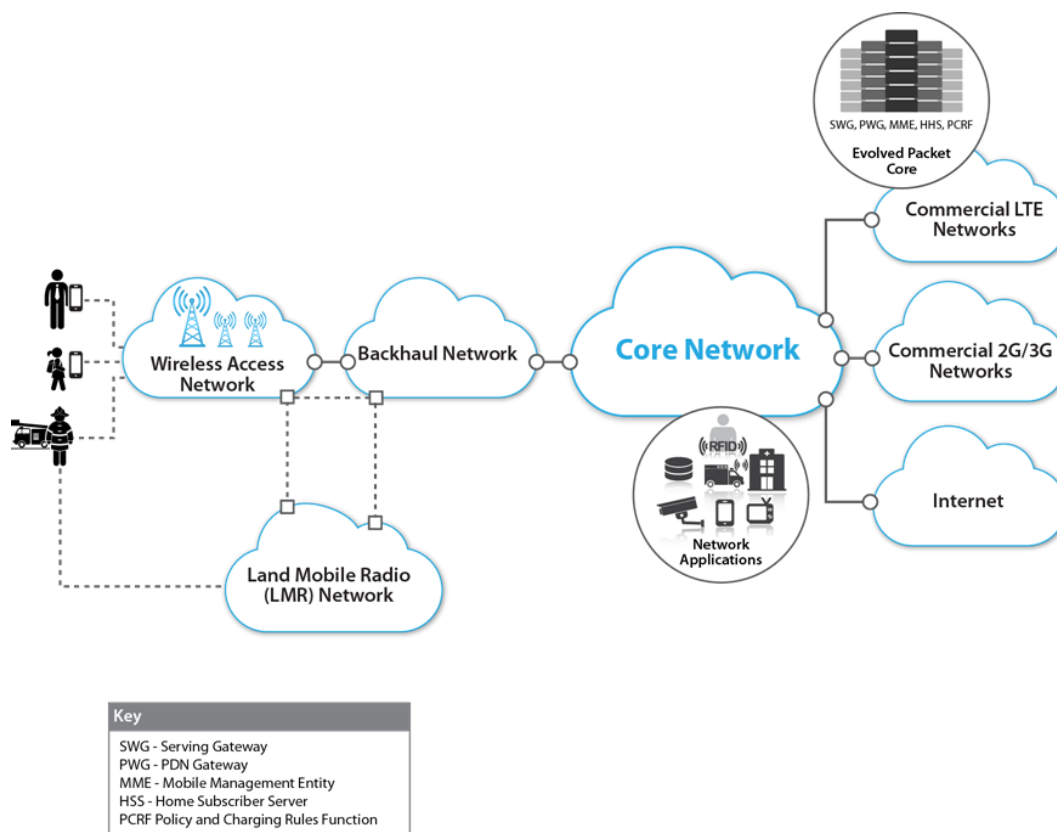 SWG, PWG, MME, HHS, PCRF
Evolved Packet
Core
Commercial LTE
Networks
Wireless Access
Network
Backhaul Network
Core Network
Commercial 2G/3G
Networks
RFID
Network
Applications
Internet
Land Mobile Radio
(LMR) Network
Key
SWG - Serving Gateway
PWG - PDN Gateway
MME - Mobile Management Entity
HSS - Home Subscriber Server
PCRF Policy and Charging Rules Function